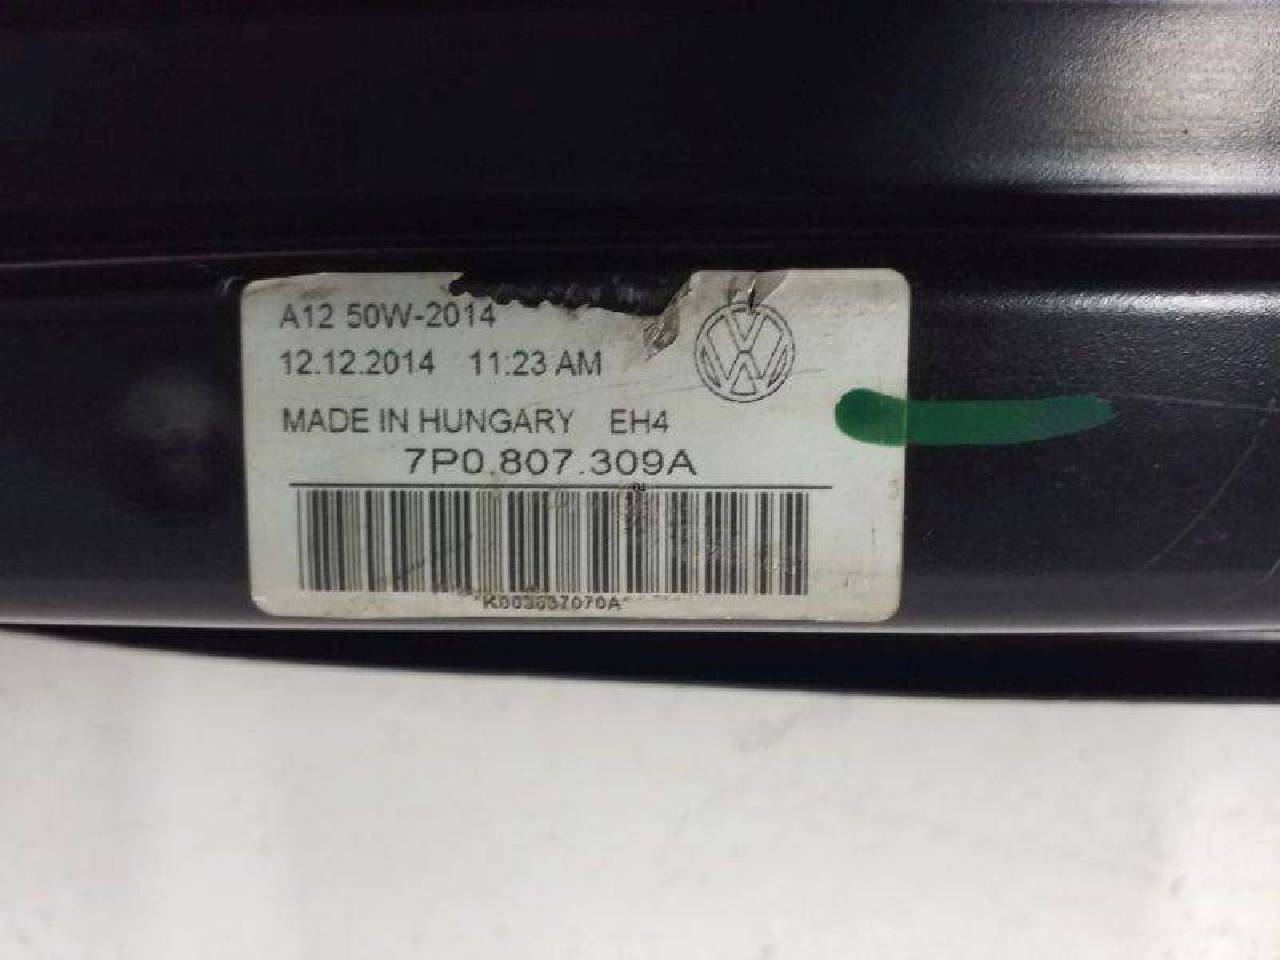 A12 50W-2014
12.12.2014 11:23 AM
MADE IN HUNGARY EH4
7P0.807.309A